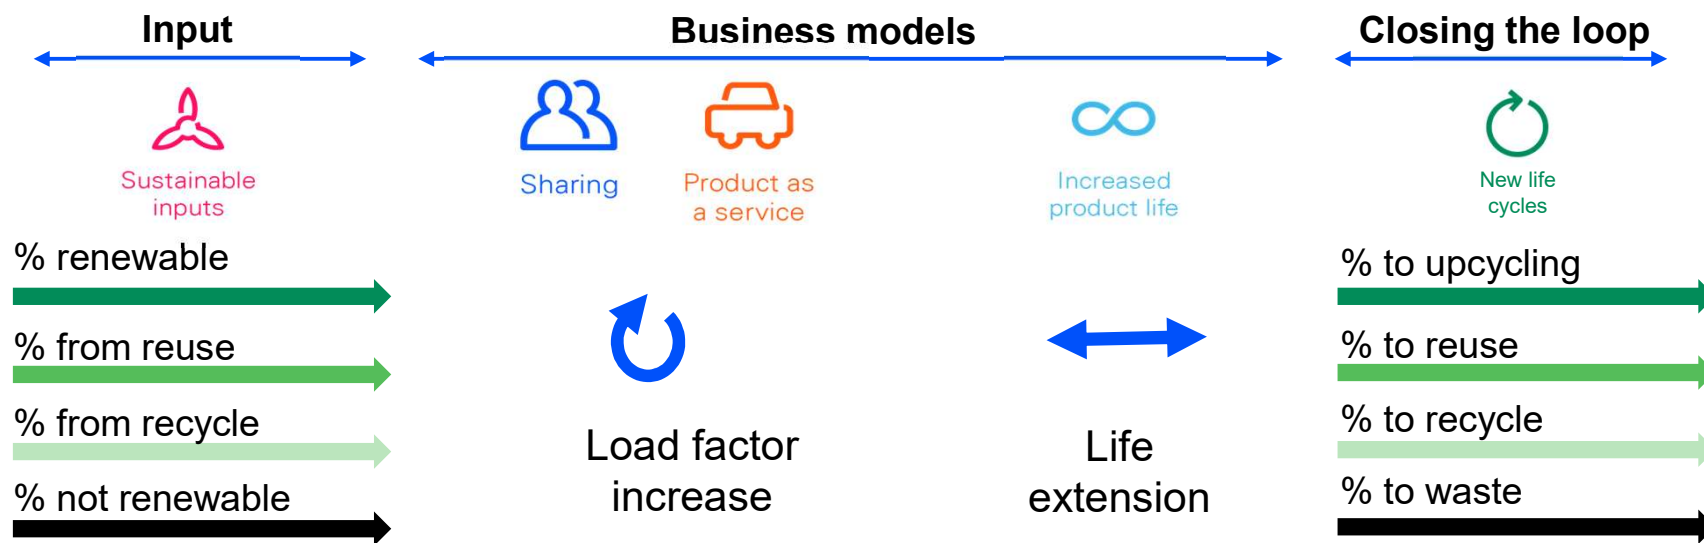 Input
Business models
Closing the loop
Sustainable
inputs
Sharing
Product as
a service
Increased
product life
New life
cycles
% renewable
% from reuse
% from recycle
% not renewable
Load factor
increase
Life
extension
% to upcycling
% to reuse
% to recycle
% to waste